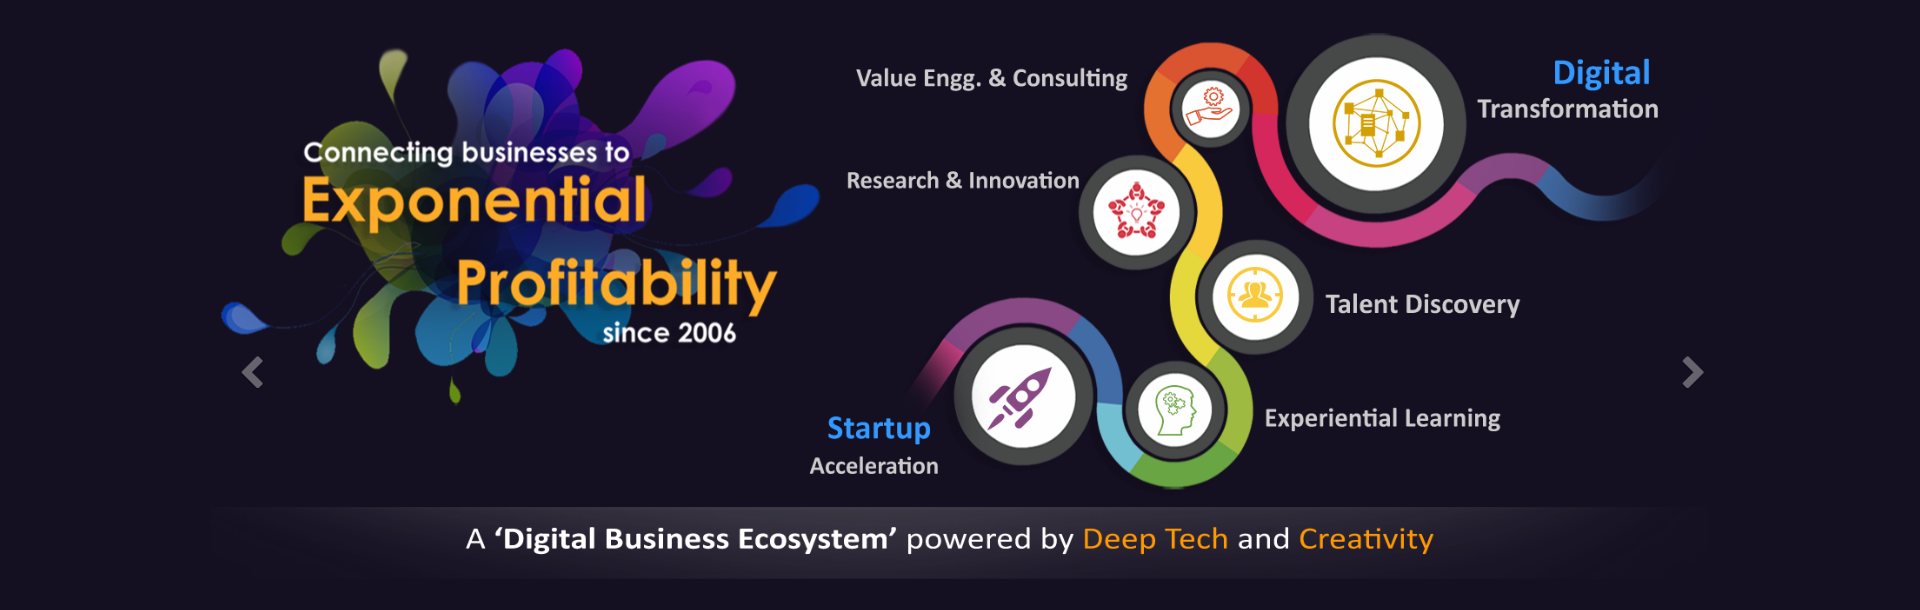 Connecting businesses to
Exponential
Profitability
since 2006
Value Engg. & Consulting
Digital
Transformation
Research & Innovation
Talent Discovery
Experiential Learning
Startup
Acceleration
A ‘Digital Business Ecosystem’ powered by Deep Tech and Creativity